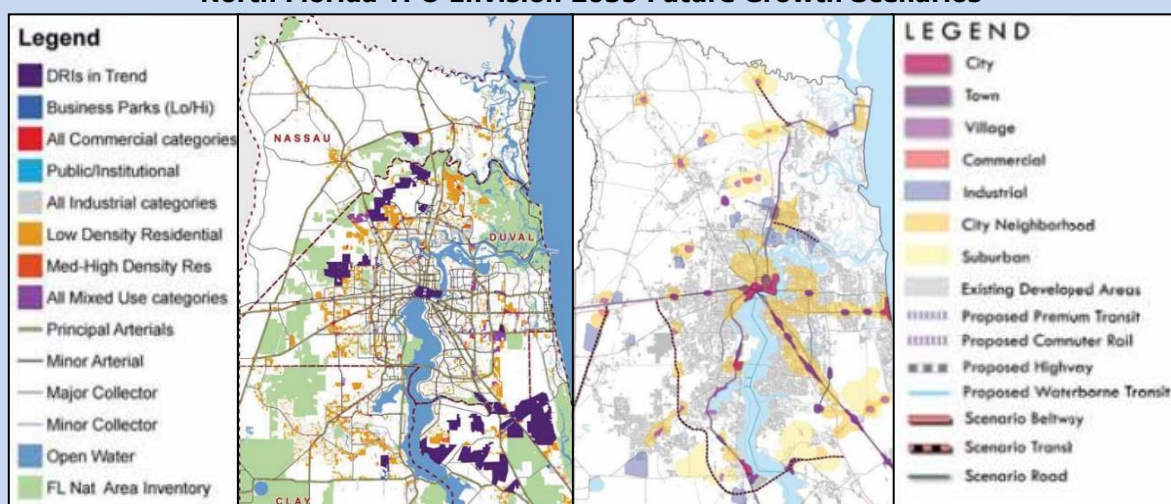 North Florida TPO Envision 2035 Future Growth Scenarios
Legend
DRIs in Trend
Business Parks (Lo/Hi)
All Commercial categories
Public/Institutional
All Industrial categories
Low Density Residential
Med-High Density Res
All Mixed Use categories
Principal Arterials
Minor Arterial
Major Collector
Minor Collector
Open Water
FL Nat Area Inventory
NASSAU
DUVAL
CLAY
LEGEND
City
Town
Village
Commercial
Industrial
City Neighborhood
Suburban
Existing Developed Areas
Proposed Premium Transit
Proposed Commuter Rail
Proposed Highway
Proposed Waterborne Transit
Scenario Beltway
Scenario Transit
Scenario Road